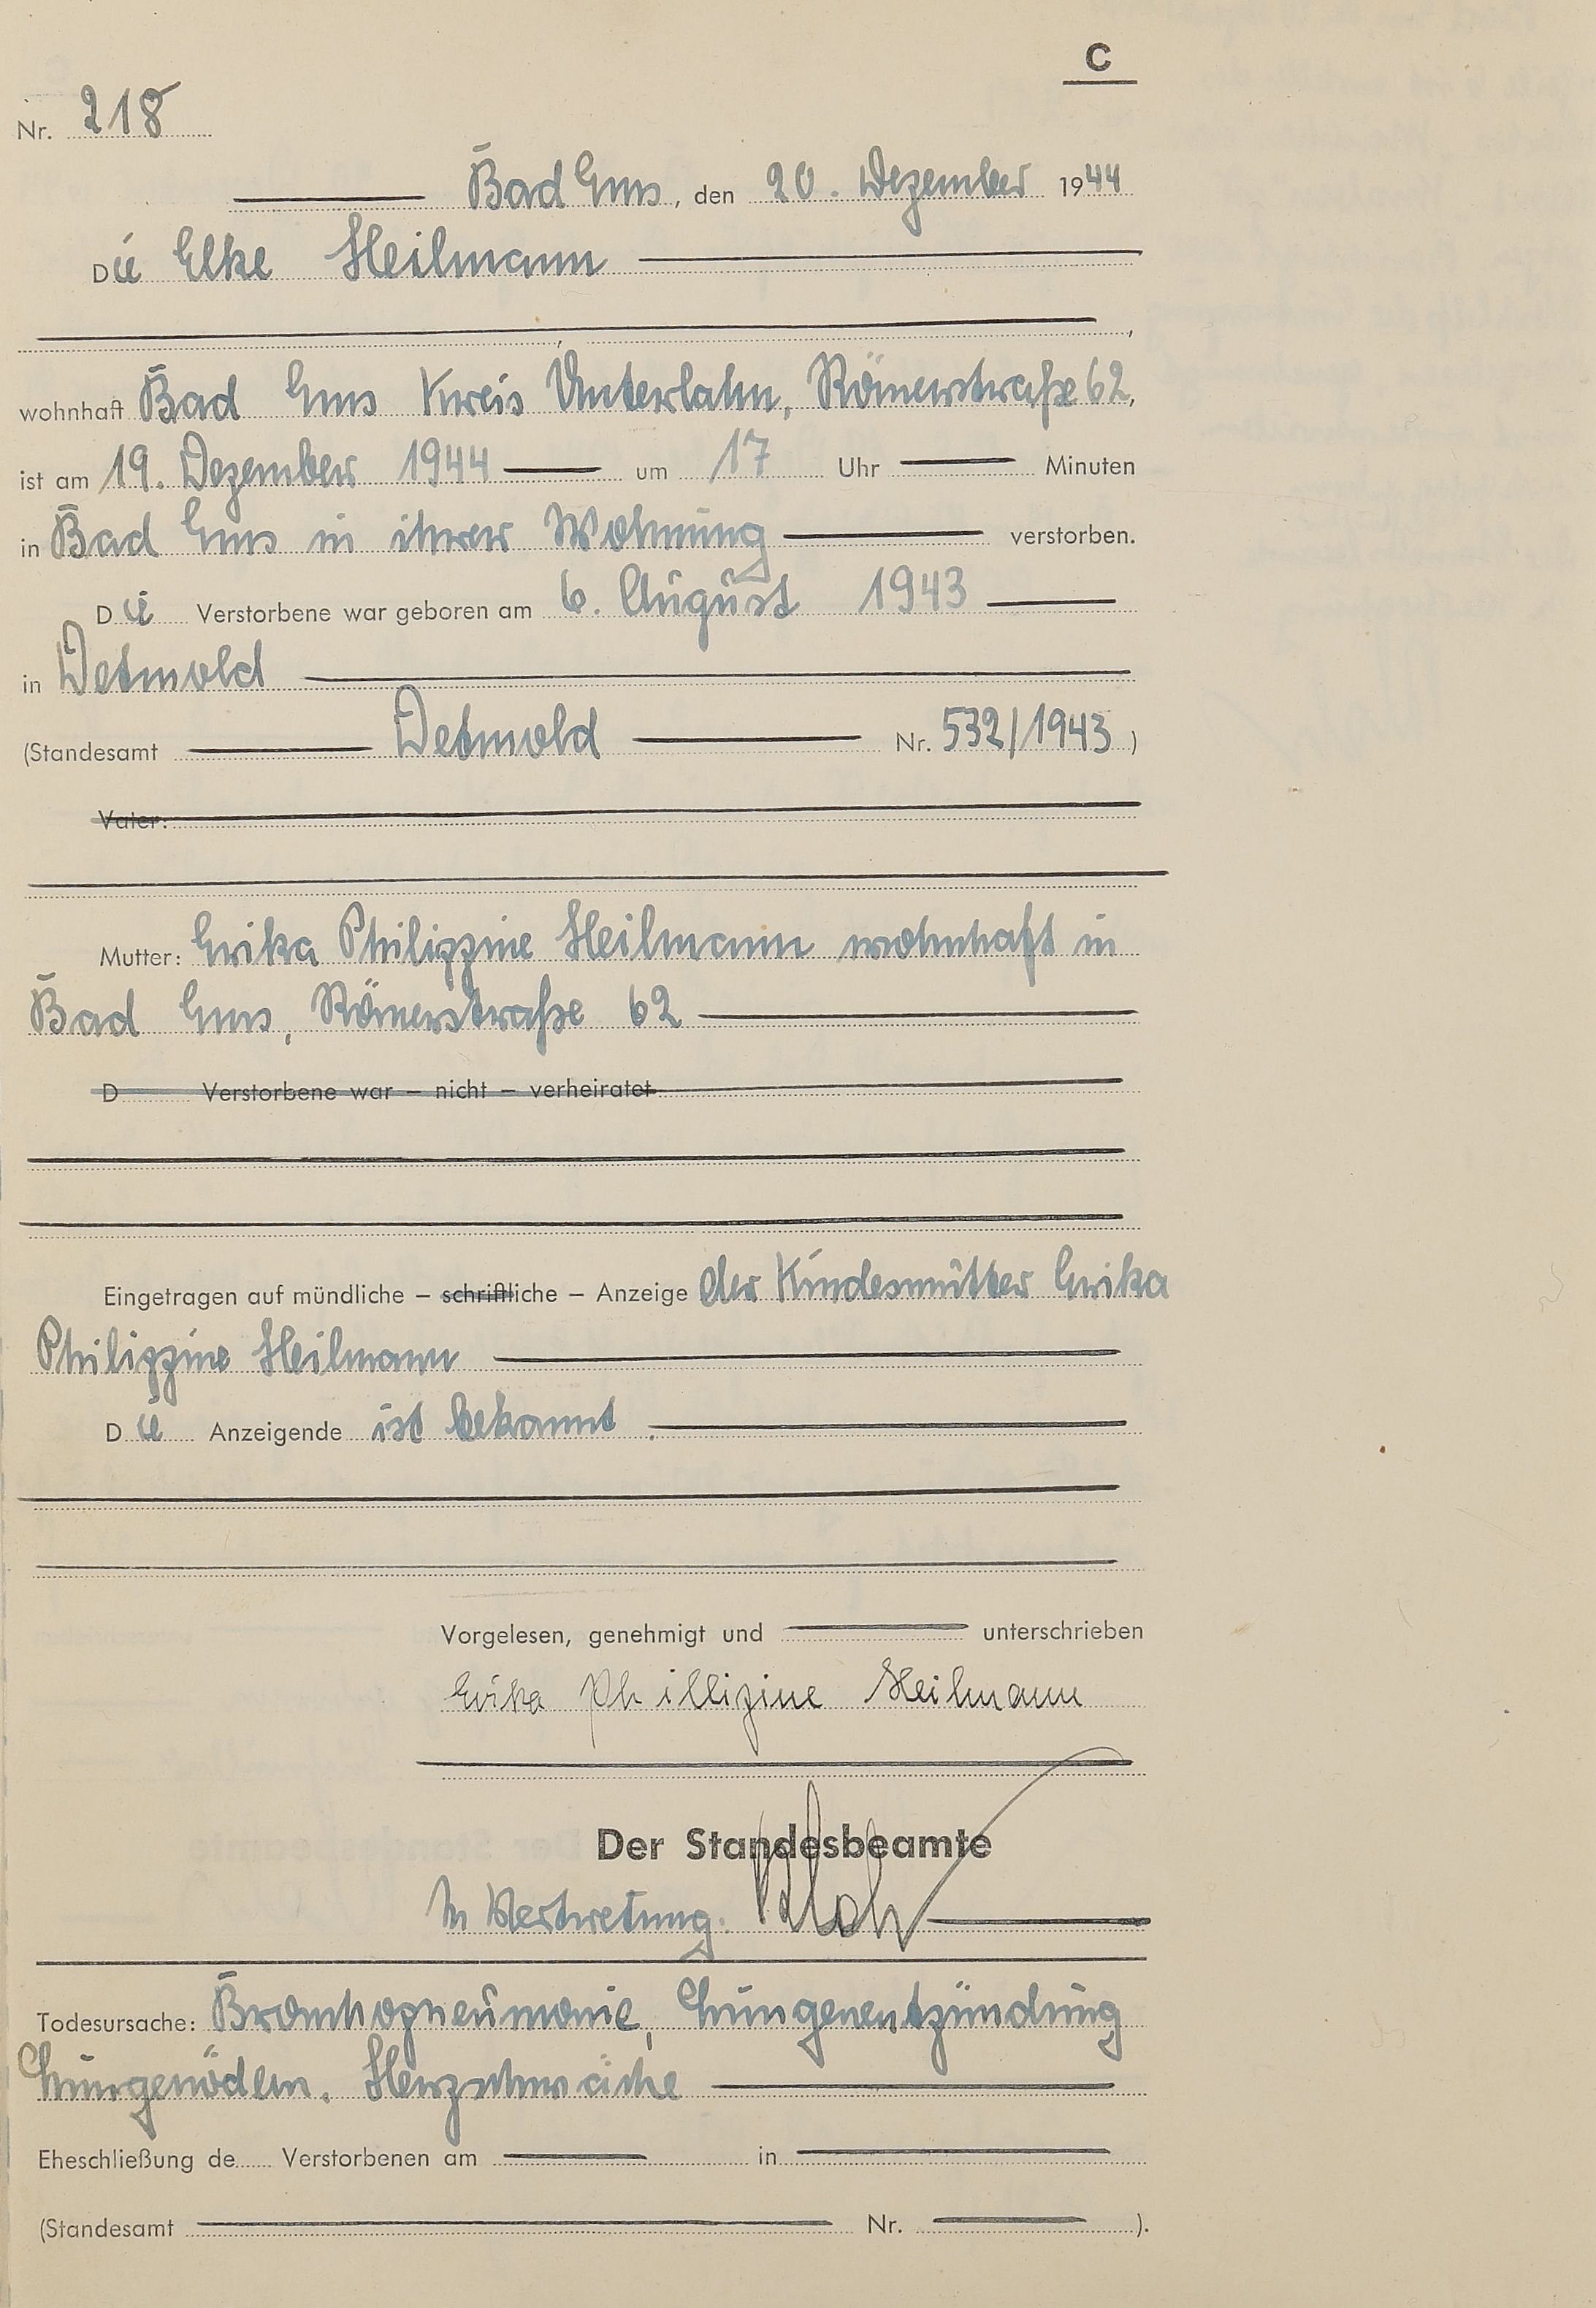 C
Nr. 218
Bad Ems, den 20. Dezember 1944
Die Elke Heilmann
,
wohnhaft Bad Ems Kreis Unterlahn, Römerstraße 62,
ist am 19. Dezember 1944 um 17 Uhr Minuten
in Bad Ems in ihrer Wohnung verstorben.
Die Verstorbene war geboren am 6. August 1943
in Detmold
(Standesamt Detmold Nr. 532/1943)
Vater:
Mutter: Erika Philippine Heilmann wohnhaft in
Bad Ems, Römerstraße 62
D Verstorbene war – nicht – verheiratet
Eingetragen auf mündliche – schriftliche – Anzeige der Kindesmutter Erika
Philippine Heilmann
Die Anzeigende ist bekannt.
Vorgelesen, genehmigt und unterschrieben
Erika Phillipine Heilmann
Der Standesbeamte
In Vertretung.
Todesursache: Bronchopneumonie, Lungenentzündung
Lungenödem. Herzschwäche
Eheschließung de Verstorbenen am in
(Standesamt Nr. ).